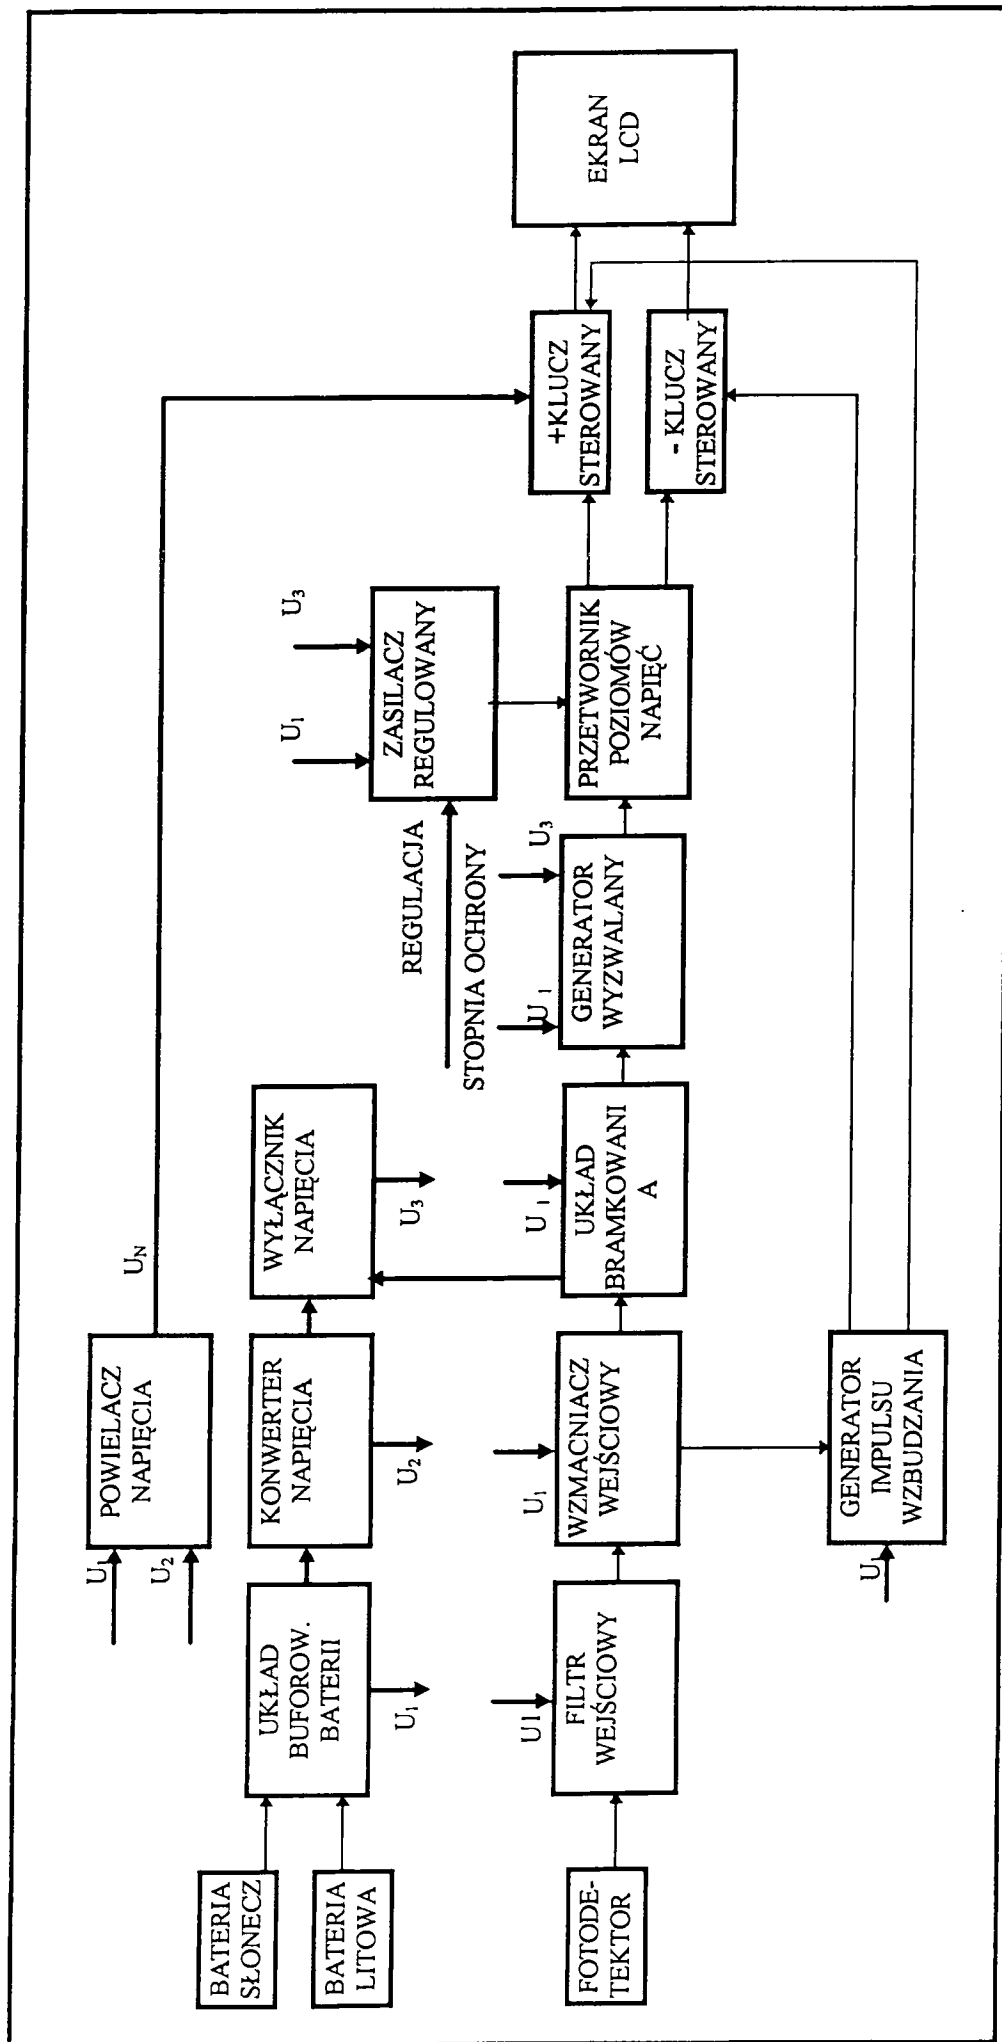 U₁
U₂
POWIELACZ
NAPIĘCIA
Uₙ
BATERIA
SŁONECZ
BATERIA
LITOWA
UKŁAD
BUFOROW.
BATERII
U₁
KONWERTER
NAPIĘCIA
U₂
WYŁĄCZNIK
NAPIĘCIA
U₃
REGULACJA
STOPNIA OCHRONY
U₁
U₃
ZASILACZ
REGULOWANY
FOTODE-
TEKTOR
U1
FILTR
WEJŚCIOWY
U₁
WZMACNIACZ
WEJŚCIOWY
U₁
UKŁAD
BRAMKOWANI
A
U₁
U₃
GENERATOR
WYZWALANY
PRZETWORNIK
POZIOMÓW
NAPIĘĆ
+KLUCZ
STEROWANY
- KLUCZ
STEROWANY
EKRAN
LCD
U₁
GENERATOR
IMPULSU
WZBUDZANIA